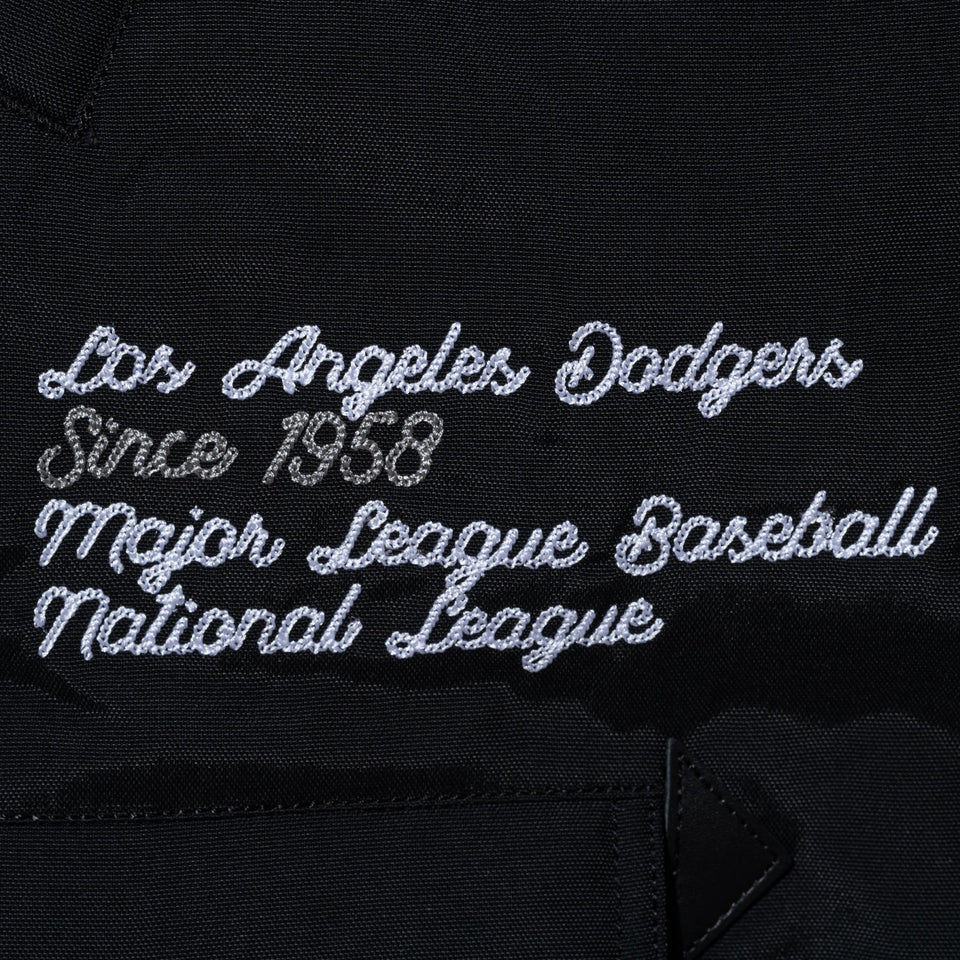 Los Angeles Dodgers
Since 1958
Major League Baseball
National League